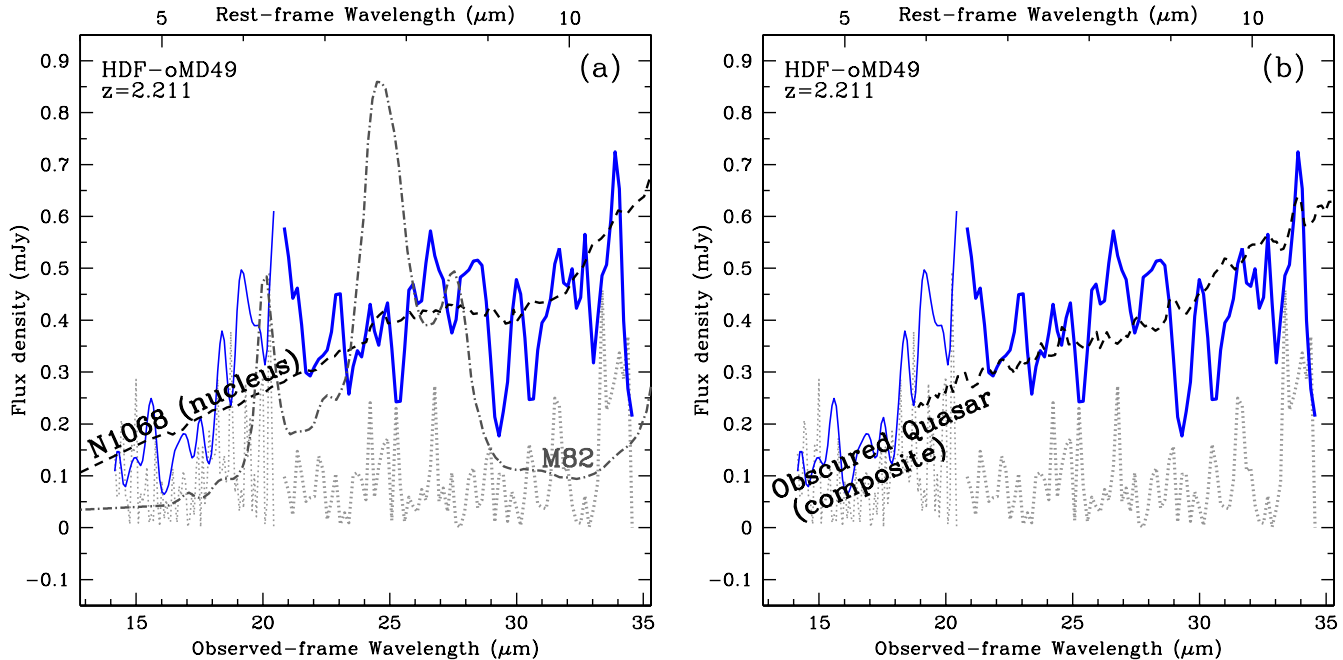 Rest-frame Wavelength (μm)
5 10
(a)
HDF-oMD49
z=2.211
0.9
0.8
0.7
0.6
0.5
0.4
0.3
0.2
0.1
0
-0.1
Flux density (mJy)
N1068 (nucleus)
M82
15 20 25 30 35
Observed-frame Wavelength (μm)
Rest-frame Wavelength (μm)
5 10
(b)
HDF-oMD49
z=2.211
0.9
0.8
0.7
0.6
0.5
0.4
0.3
0.2
0.1
0
-0.1
Flux density (mJy)
Obscured Quasar
(composite)
15 20 25 30 35
Observed-frame Wavelength (μm)